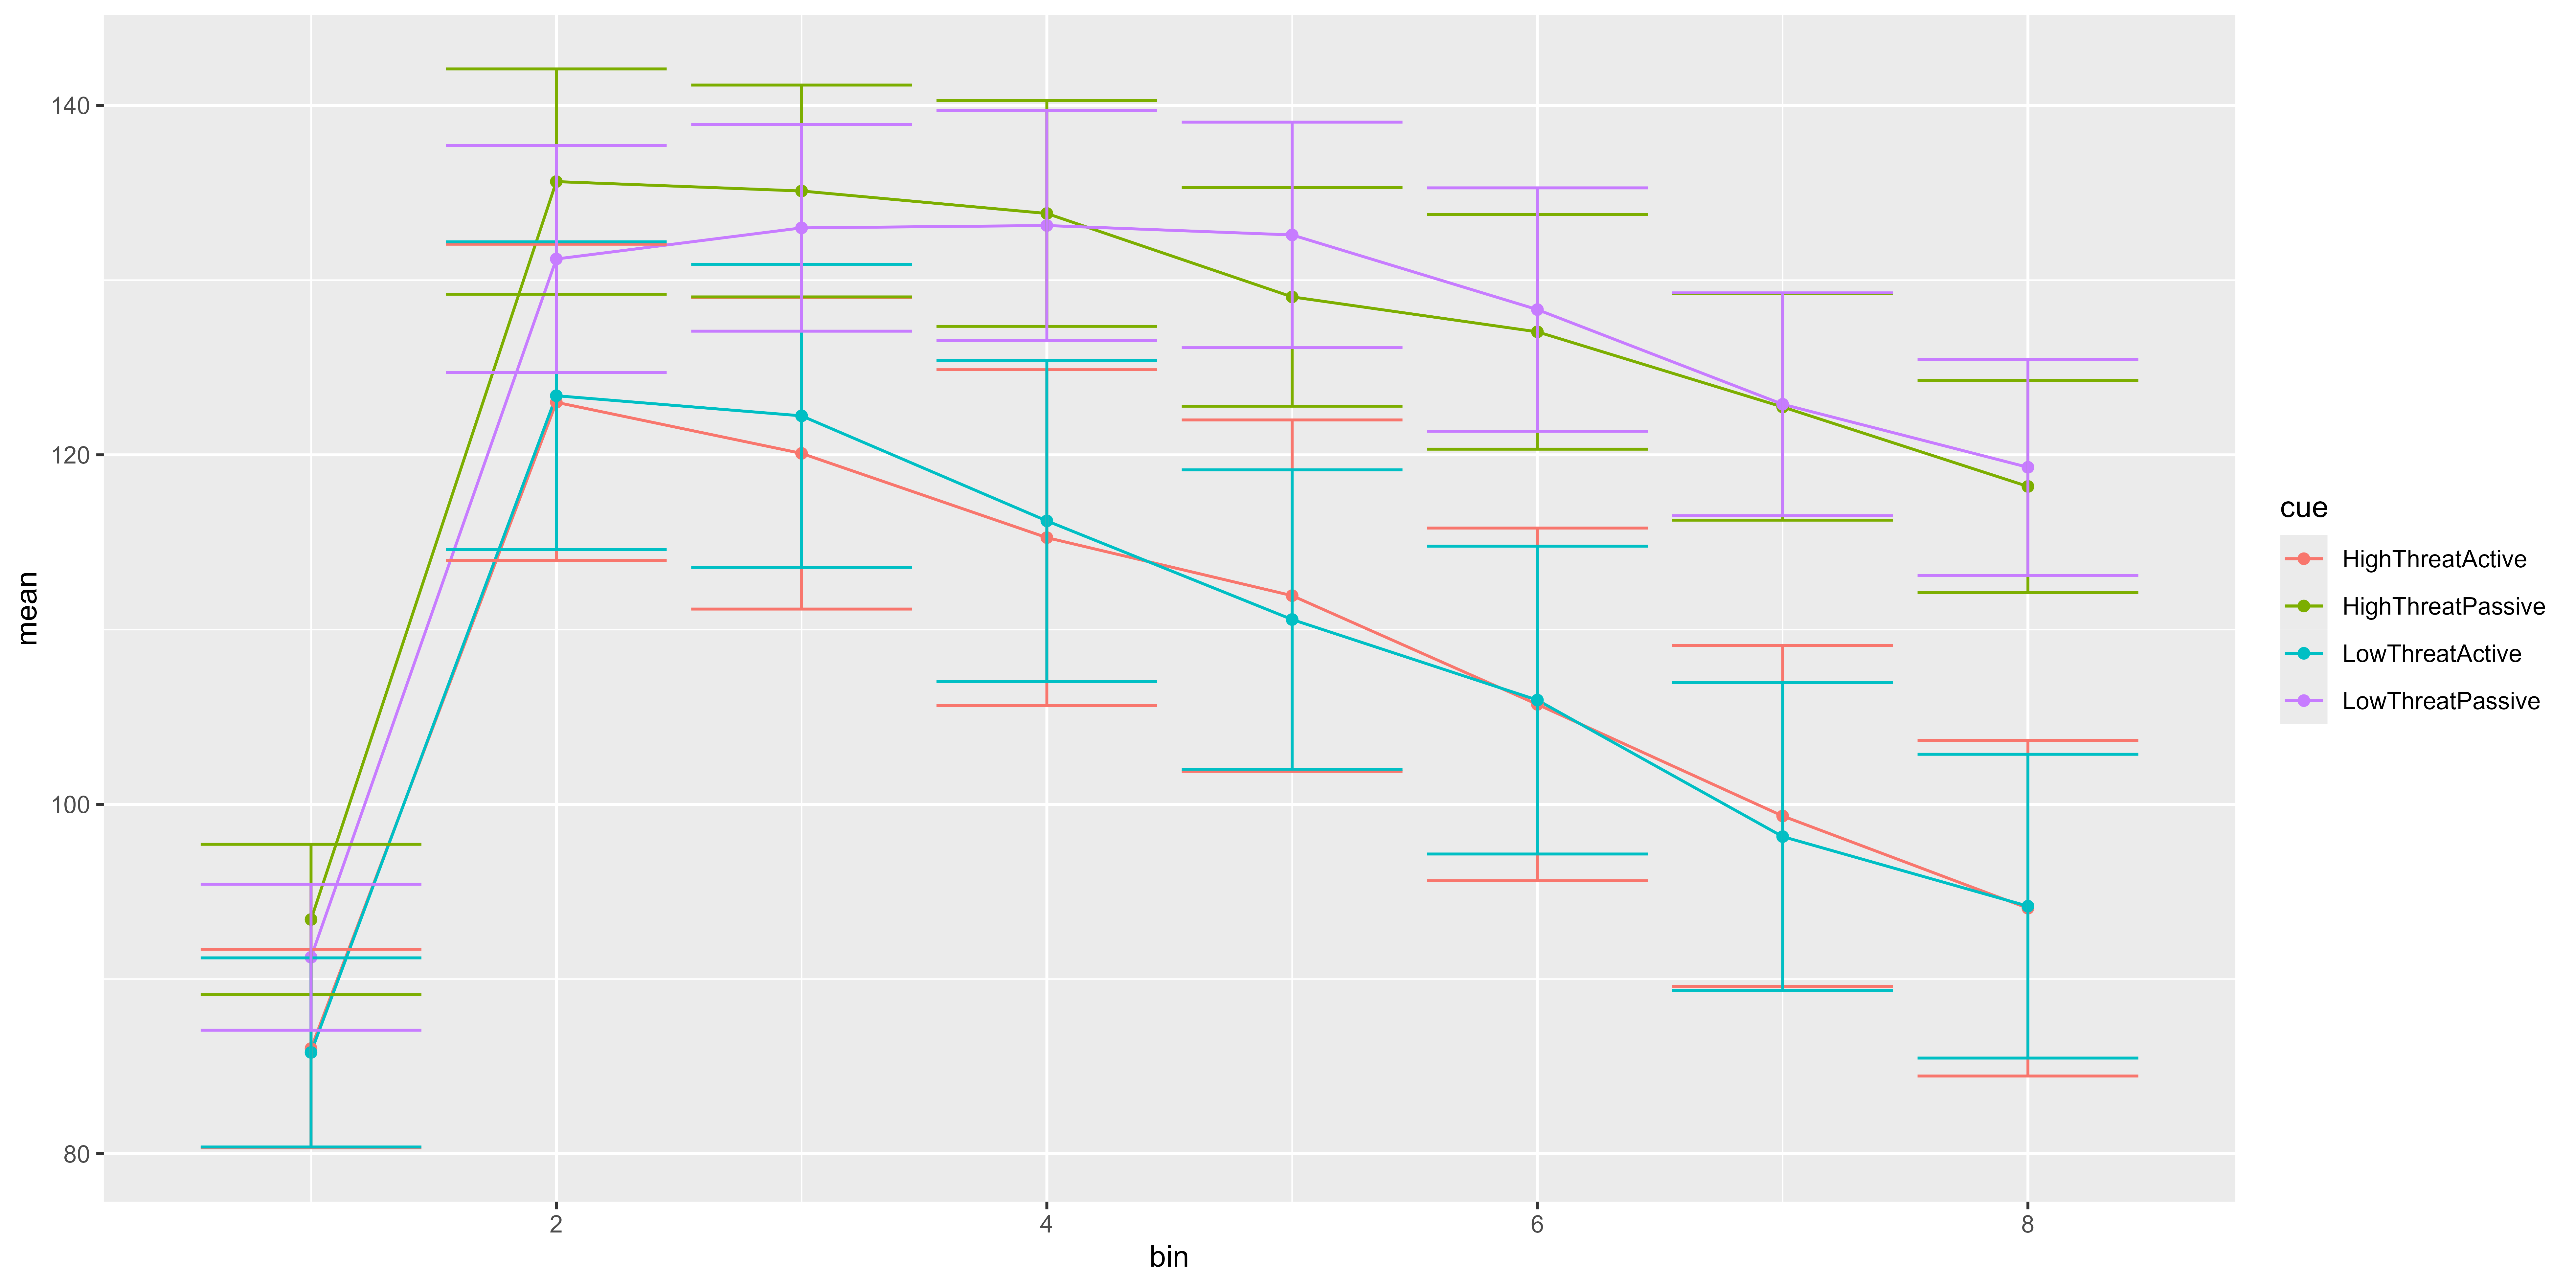 140
120
100
80
mean
2 4 6 8
bin
cue
HighThreatActive
HighThreatPassive
LowThreatActive
LowThreatPassive